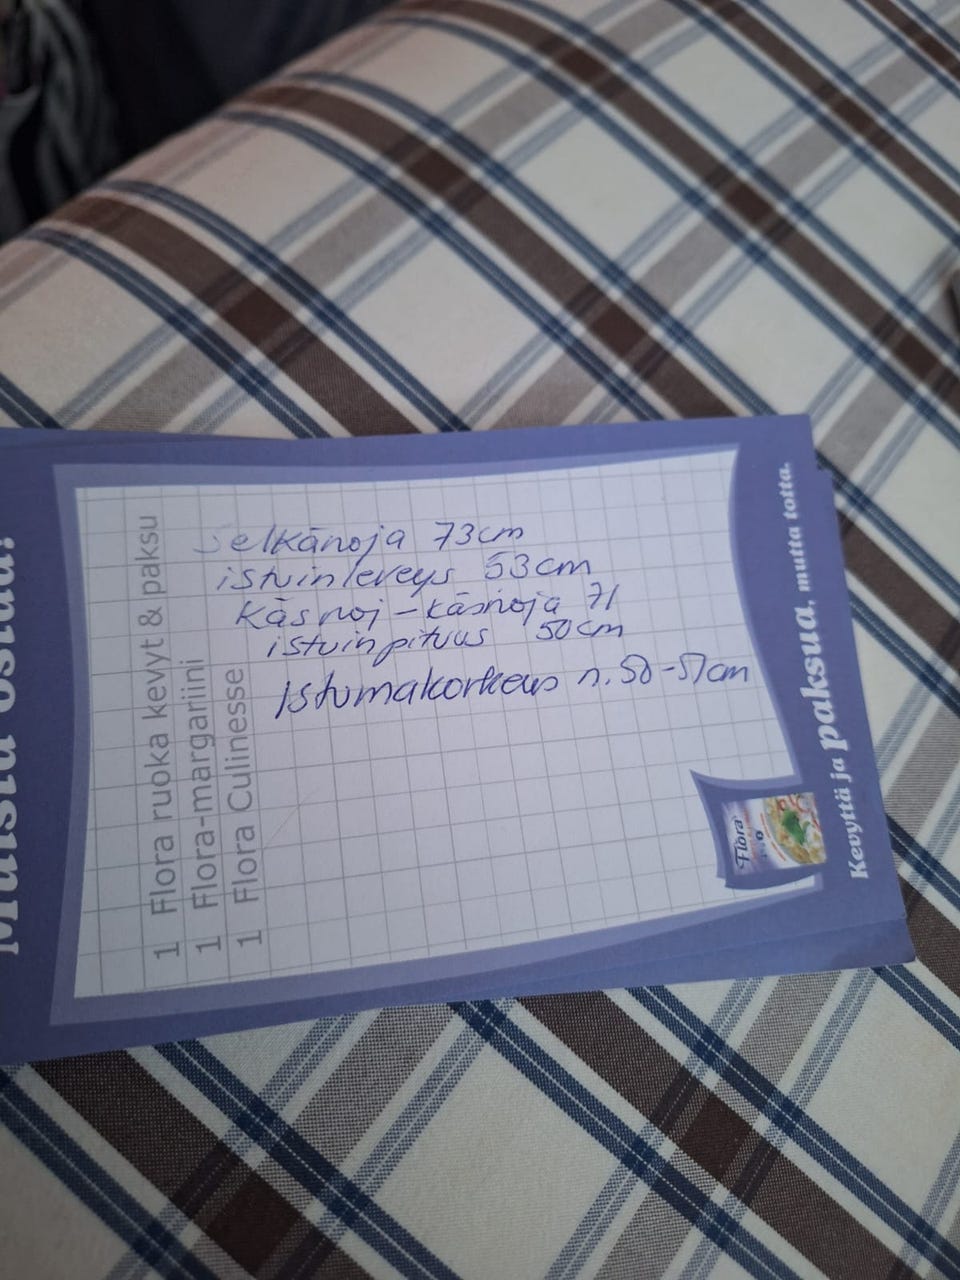 Muista ostaa!
1 Flora ruoka kevyt & paksu
1 Flora-margariini
1 Flora Culinesse
Selkänoja 73cm
istuinleveys 53cm
Käsnoj-käsnoja 71
istuinpituus 50cm
Istumakorkeus n. 50-51cm
Flora
Kevyttä ja paksua, mutta totta.